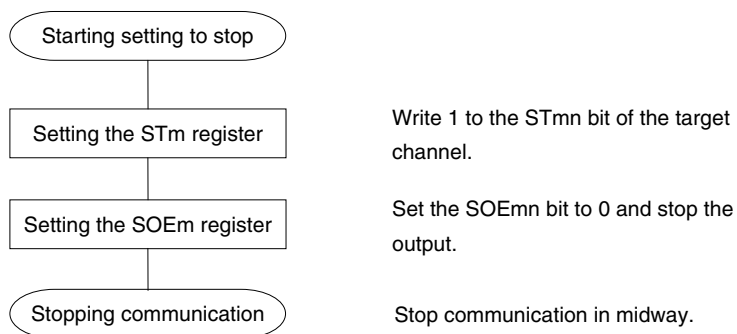 Starting setting to stop
Setting the STm register
Write 1 to the STmn bit of the target
channel.
Setting the SOEm register
Set the SOEmn bit to 0 and stop the
output.
Stopping communication
Stop communication in midway.